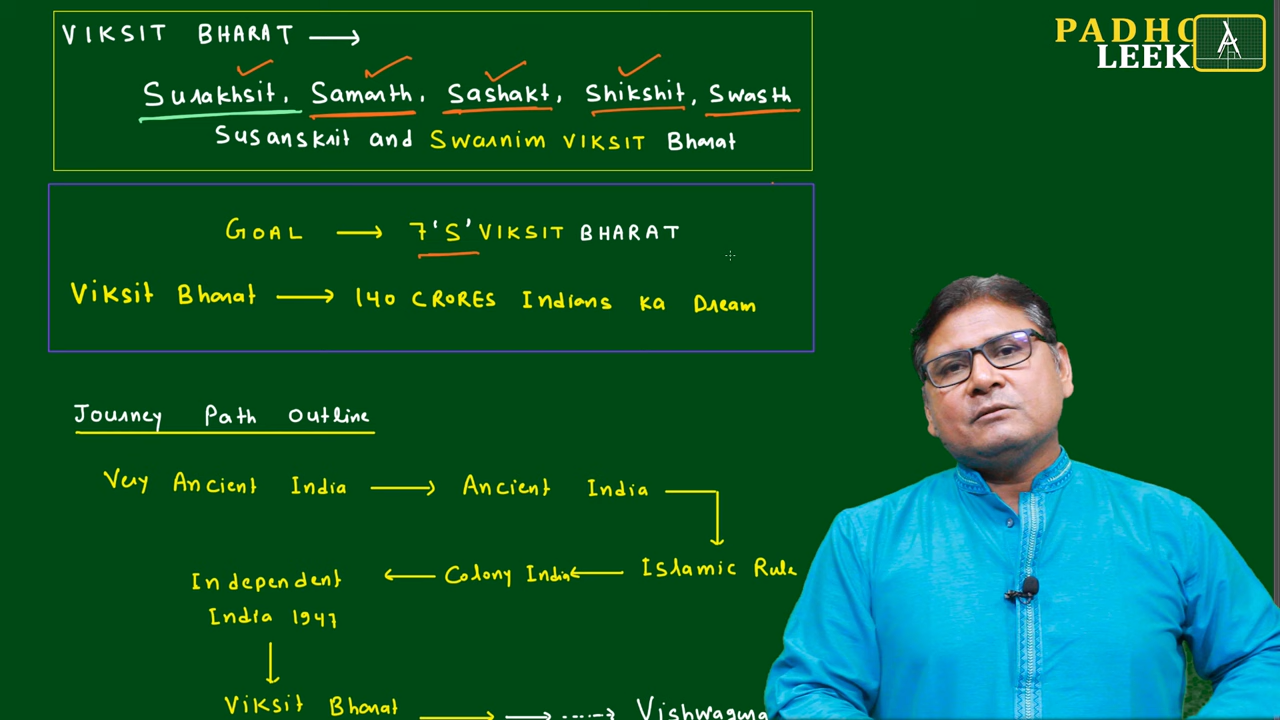 VIKSIT BHARAT →
Surakhsit, Samarth, Sashakt, Shikshit, Swasth
Susanskrit and Swarnim VIKSIT Bharat
GOAL → 7'S' VIKSIT BHARAT
Viksit Bharat → 140 CRORES Indians ka Dream
Journey Path Outline
Very Ancient India → Ancient India
Independent ← Colony India ← Islamic Rule
India 1947
Viksit Bharat → → Vishwaguru
PADHO
LEEK